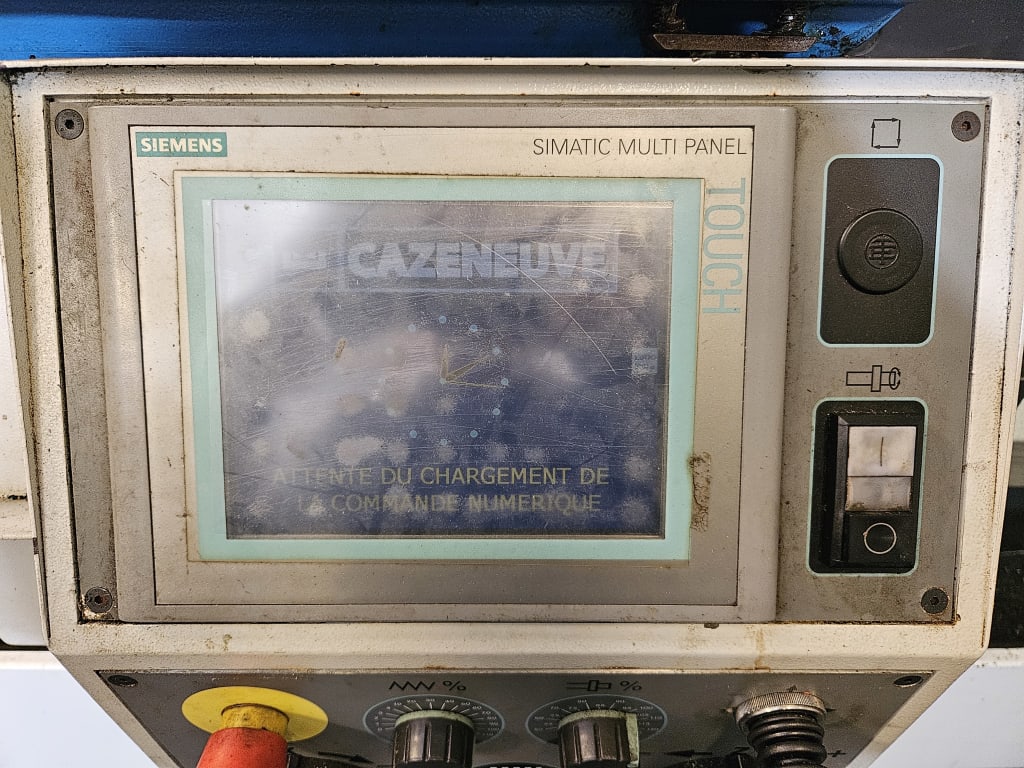 SIEMENS
SIMATIC MULTI PANEL
TOUCH
CAZENEUVE
ATTENTE DU CHARGEMENT DE
LA COMMANDE NUMERIQUE
%
%